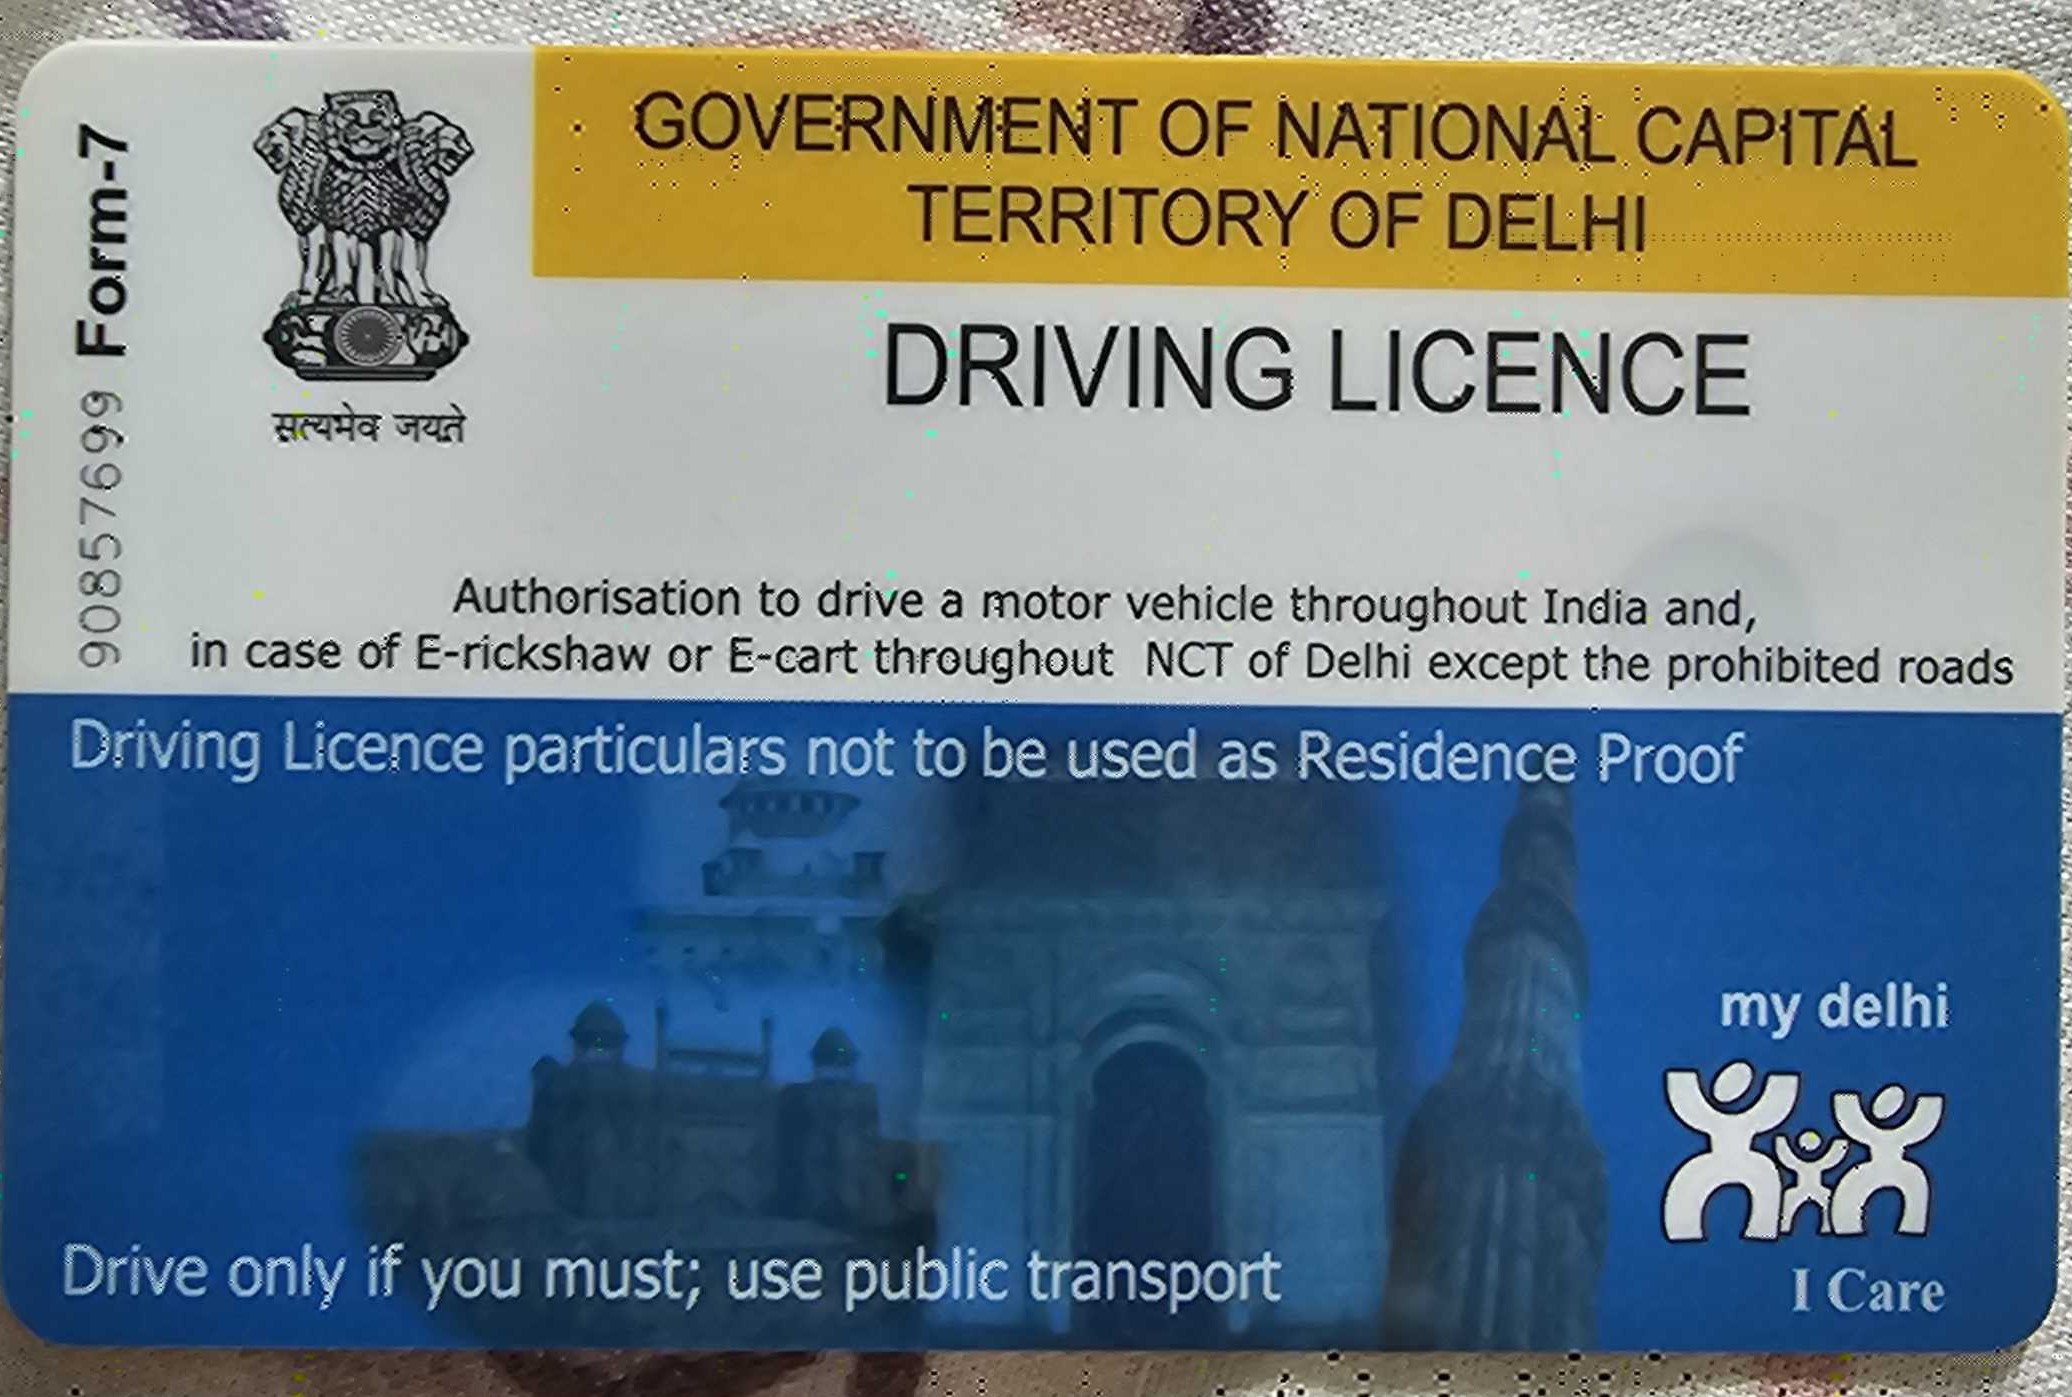 Form-7
90857699
सत्यमेव जयते
GOVERNMENT OF NATIONAL CAPITAL
TERRITORY OF DELHI
DRIVING LICENCE
Authorisation to drive a motor vehicle throughout India and,
in case of E-rickshaw or E-cart throughout NCT of Delhi except the prohibited roads
Driving Licence particulars not to be used as Residence Proof
my delhi
I Care
Drive only if you must; use public transport